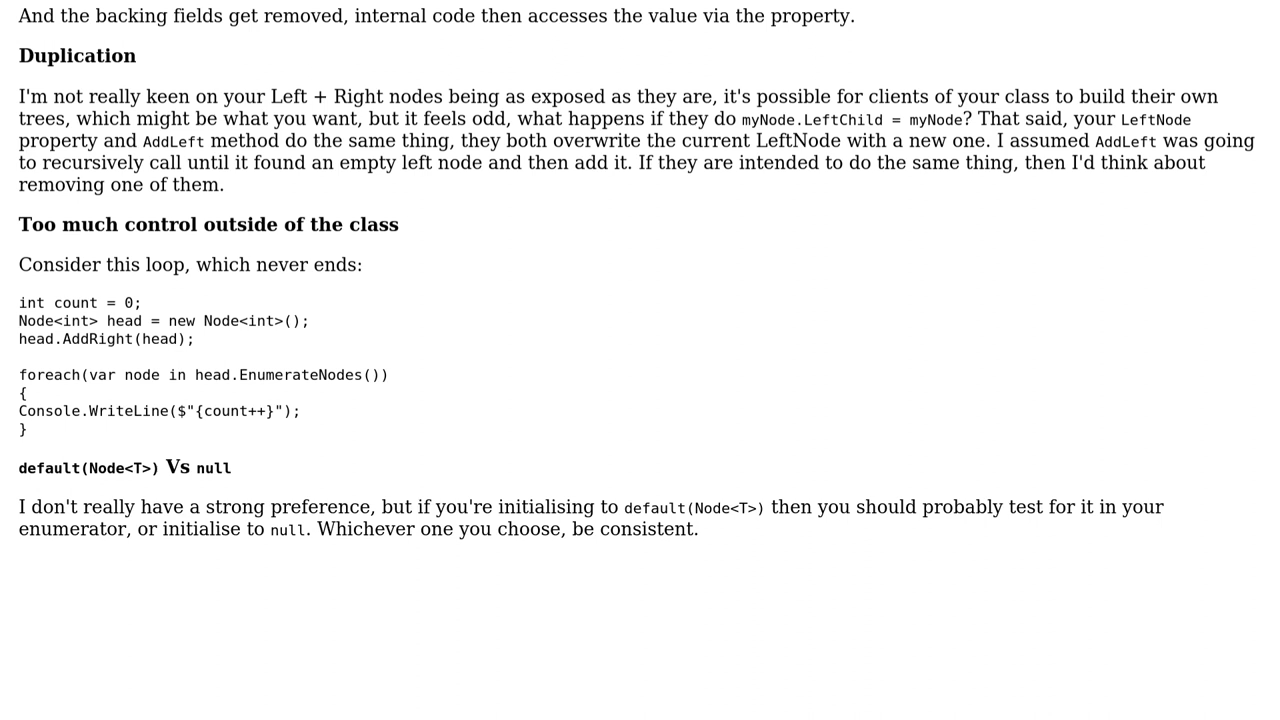 And the backing fields get removed, internal code then accesses the value via the property.
Duplication
I'm not really keen on your Left + Right nodes being as exposed as they are, it's possible for clients of your class to build their own
trees, which might be what you want, but it feels odd, what happens if they do myNode.LeftChild = myNode? That said, your LeftNode
property and AddLeft method do the same thing, they both overwrite the current LeftNode with a new one. I assumed AddLeft was going
to recursively call until it found an empty left node and then add it. If they are intended to do the same thing, then I'd think about
removing one of them.
Too much control outside of the class
Consider this loop, which never ends:
int count = 0;
Node<int> head = new Node<int>();
head.AddRight(head);
foreach(var node in head.EnumerateNodes())
{
Console.WriteLine($"{count++}");
}
default(Node<T>) Vs null
I don't really have a strong preference, but if you're initialising to default(Node<T>) then you should probably test for it in your
enumerator, or initialise to null. Whichever one you choose, be consistent.